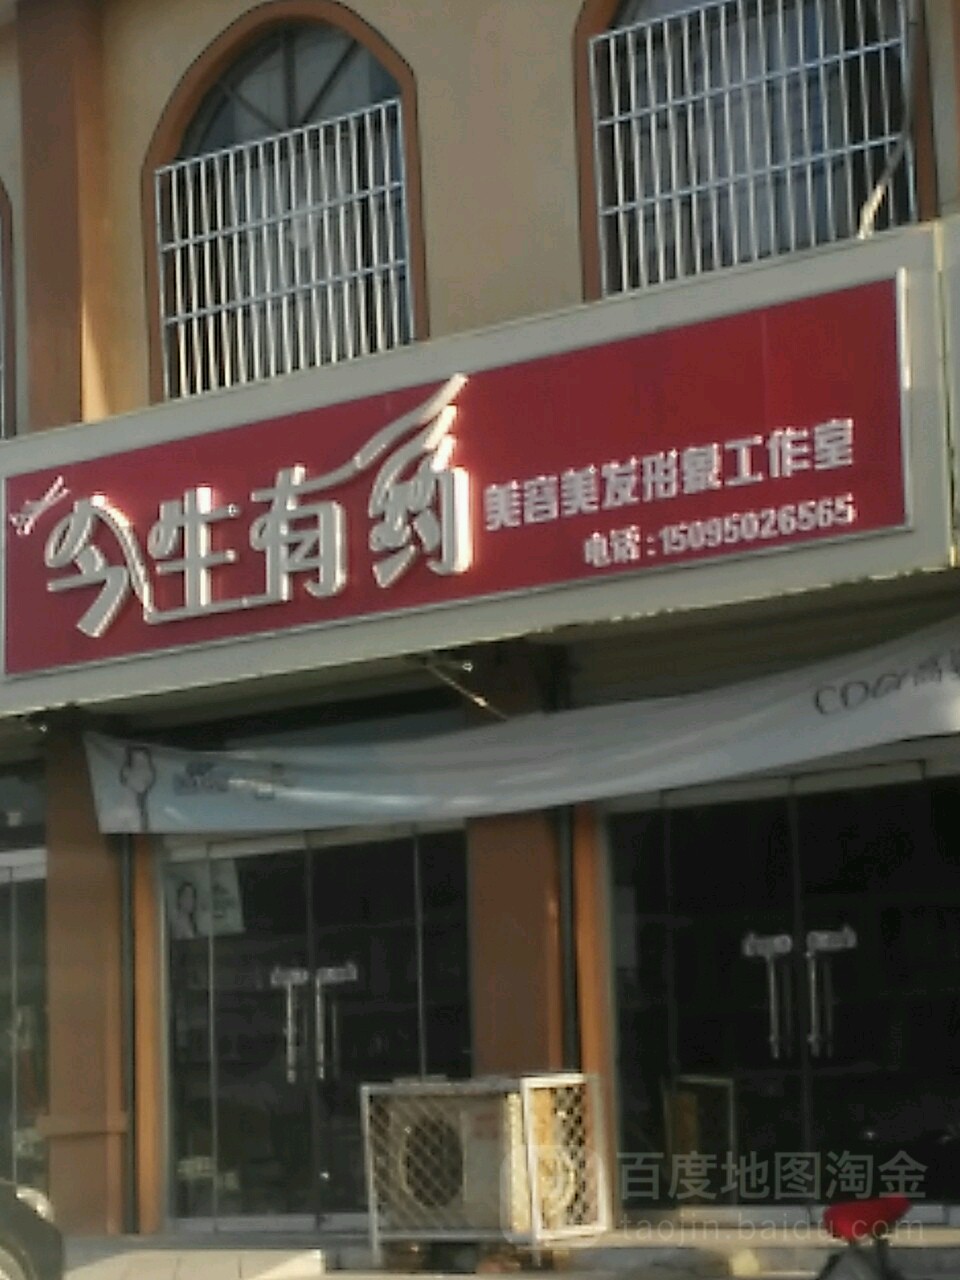 今生有药
美容美发形象工作室
电话:15095026565
百度地图淘金
taojin.baidu.com